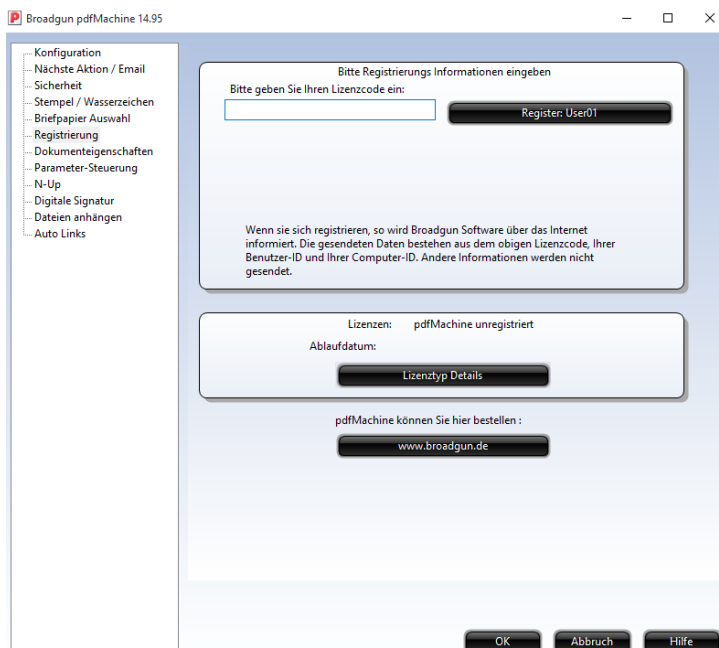 Broadgun pdfMachine 14.95
Konfiguration
Nächste Aktion / Email
Sicherheit
Stempel / Wasserzeichen
Briefpapier Auswahl
Registrierung
Dokumenteigenschaften
Parameter-Steuerung
N-Up
Digitale Signatur
Dateien anhängen
Auto Links
Bitte Registrierungs Informationen eingeben
Bitte geben Sie Ihren Lizenzcode ein:
Register: User01
Wenn sie sich registrieren, so wird Broadgun Software über das Internet
informiert. Die gesendeten Daten bestehen aus dem obigen Lizenzcode, Ihrer
Benutzer-ID und Ihrer Computer-ID. Andere Informationen werden nicht
gesendet.
Lizenzen: pdfMachine unregistriert
Ablaufdatum:
Lizenztyp Details
pdfMachine können Sie hier bestellen :
www.broadgun.de
OK Abbruch Hilfe